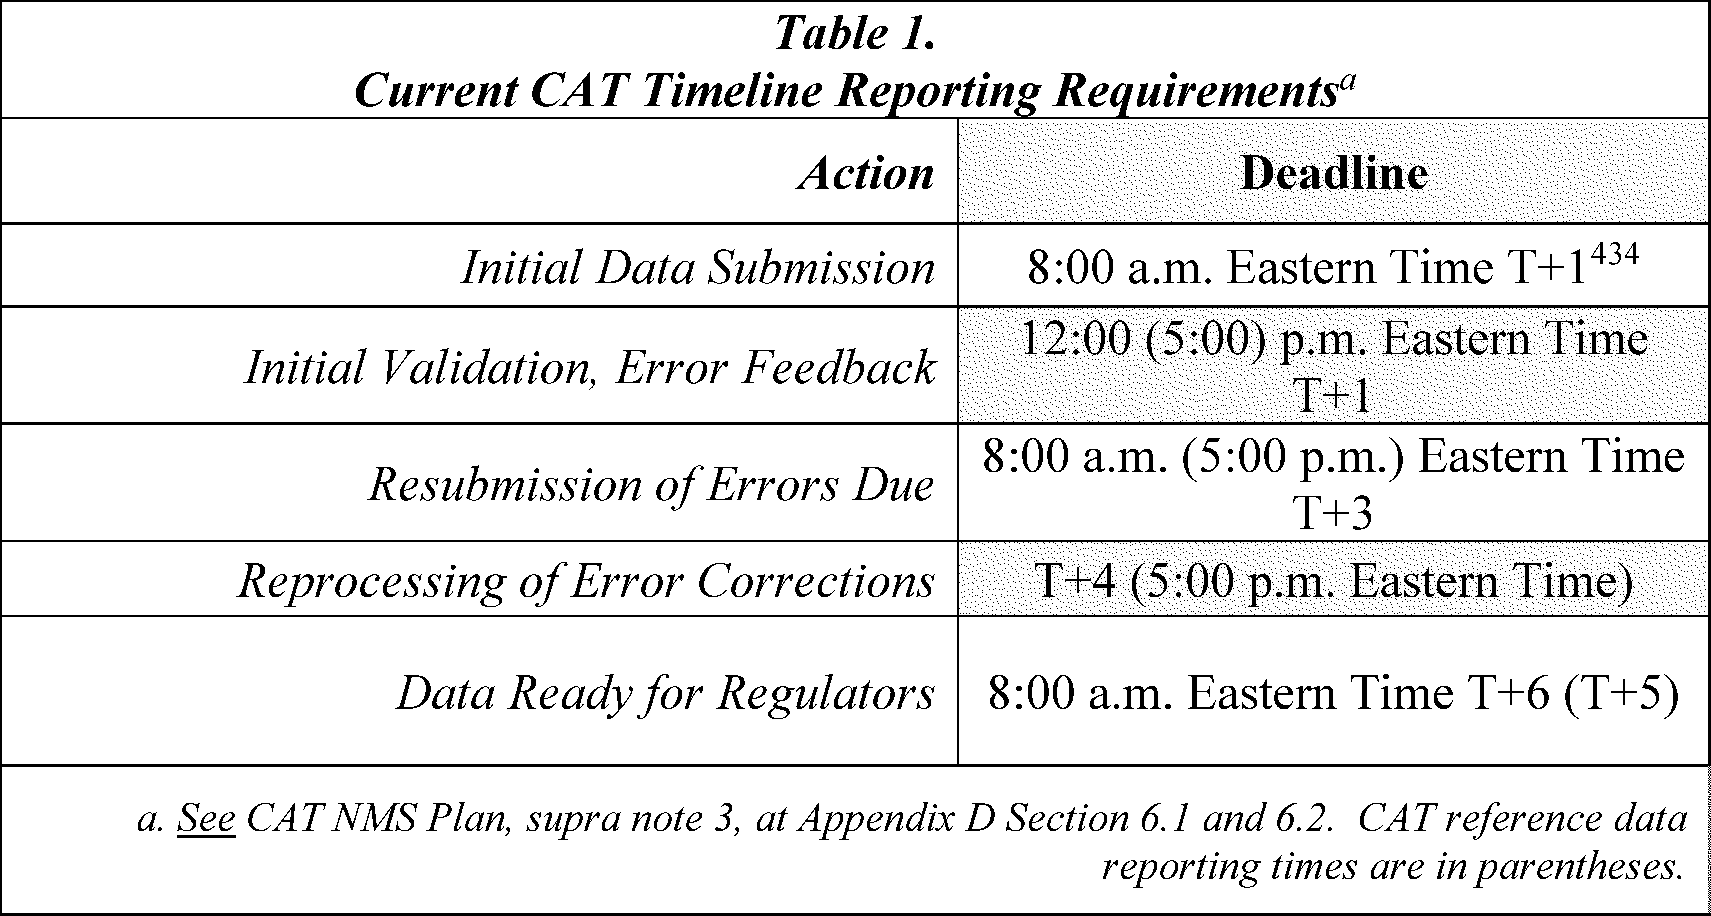 Table 1.
Current CAT Timeline Reporting Requirementsᵃ
Action
Deadline
Initial Data Submission
8:00 a.m. Eastern Time T+1⁴³⁴
Initial Validation, Error Feedback
12:00 (5:00) p.m. Eastern Time
T+1
Resubmission of Errors Due
8:00 a.m. (5:00 p.m.) Eastern Time
T+3
Reprocessing of Error Corrections
T+4 (5:00 p.m. Eastern Time)
Data Ready for Regulators
8:00 a.m. Eastern Time T+6 (T+5)
a. See CAT NMS Plan, supra note 3, at Appendix D Section 6.1 and 6.2. CAT reference data
reporting times are in parentheses.